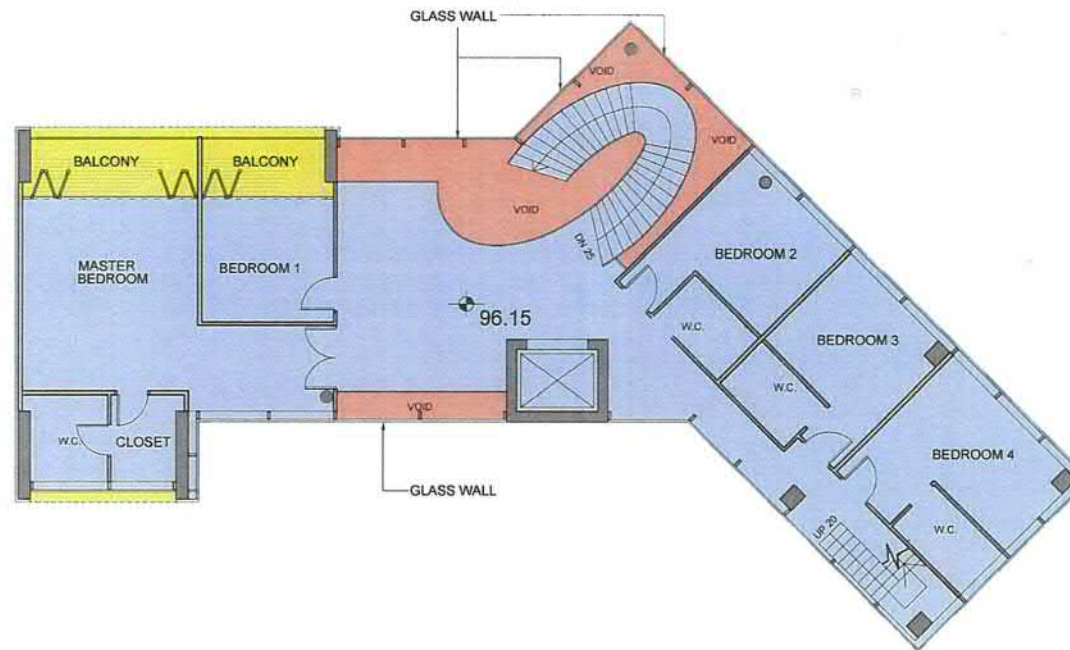 GLASS WALL
VOID
VOID
BALCONY
BALCONY
VOID
DN 25
MASTER
BEDROOM
BEDROOM 1
BEDROOM 2
96.15
W.C.
BEDROOM 3
W.C.
VOID
W.C.
CLOSET
BEDROOM 4
GLASS WALL
UP 20
W.C.